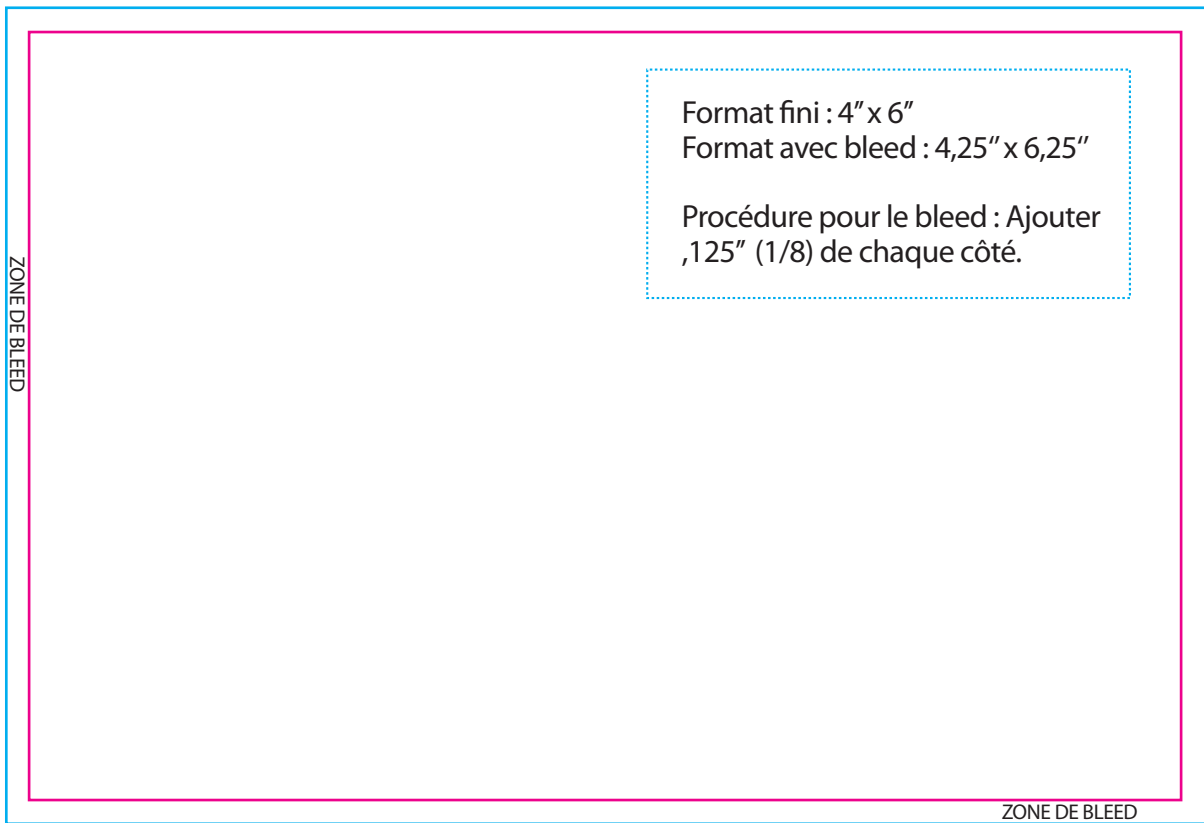 Format fini : 4” x 6”
Format avec bleed : 4,25” x 6,25”
Procédure pour le bleed : Ajouter
,125” (1/8) de chaque côté.
ZONE DE BLEED
ZONE DE BLEED